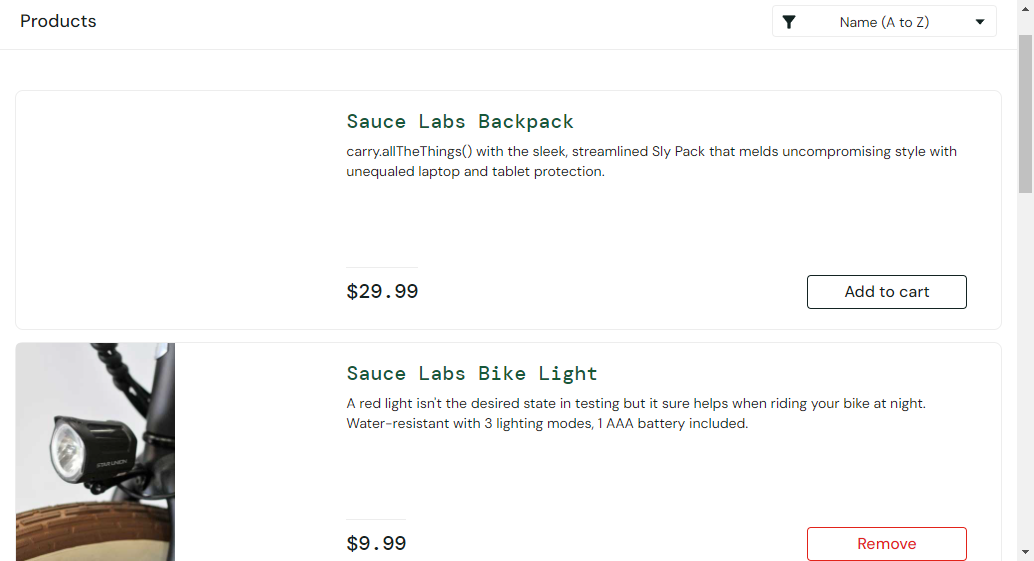 Products
Name (A to Z)
Sauce Labs Backpack
carry.allTheThings() with the sleek, streamlined Sly Pack that melds uncompromising style with
unequaled laptop and tablet protection.
$29.99
Add to cart
Sauce Labs Bike Light
A red light isn't the desired state in testing but it sure helps when riding your bike at night.
Water-resistant with 3 lighting modes, 1 AAA battery included.
$9.99
Remove